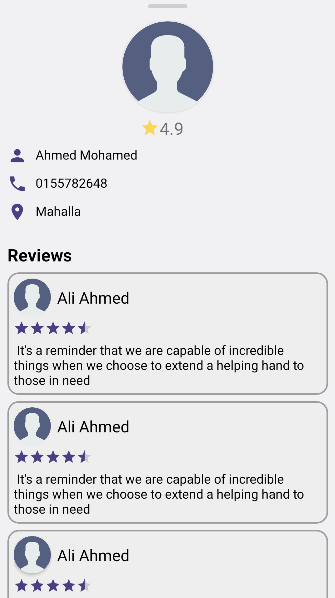 4.9
Ahmed Mohamed
0155782648
Mahalla
Reviews
Ali Ahmed
It's a reminder that we are capable of incredible
things when we choose to extend a helping hand to
those in need
Ali Ahmed
It's a reminder that we are capable of incredible
things when we choose to extend a helping hand to
those in need
Ali Ahmed